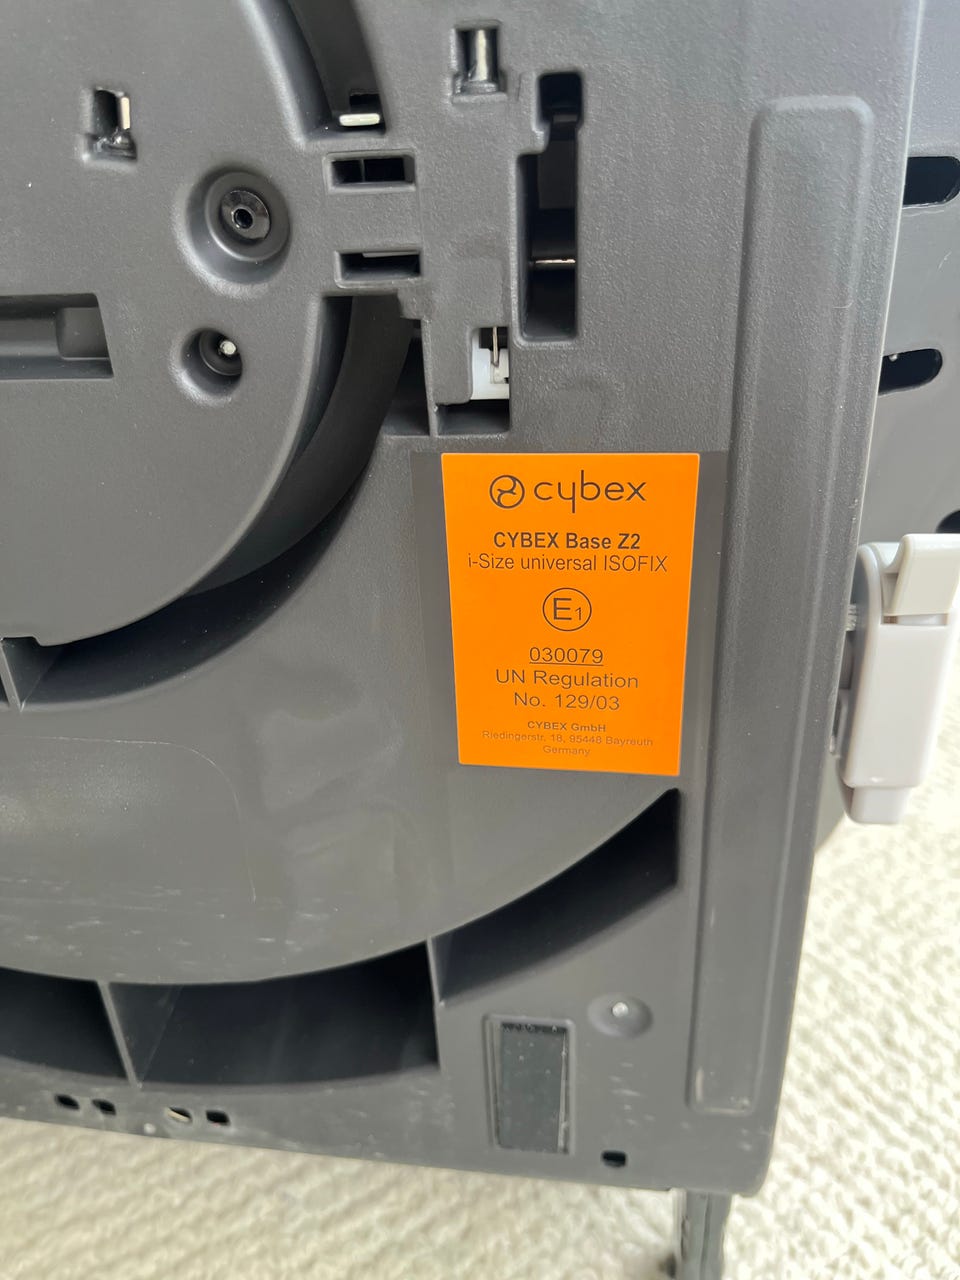 cybex
CYBEX Base Z2
i-Size universal ISOFIX
E1
030079
UN Regulation
No. 129/03
CYBEX GmbH
Riedingerstr. 18, 95448 Bayreuth
Germany